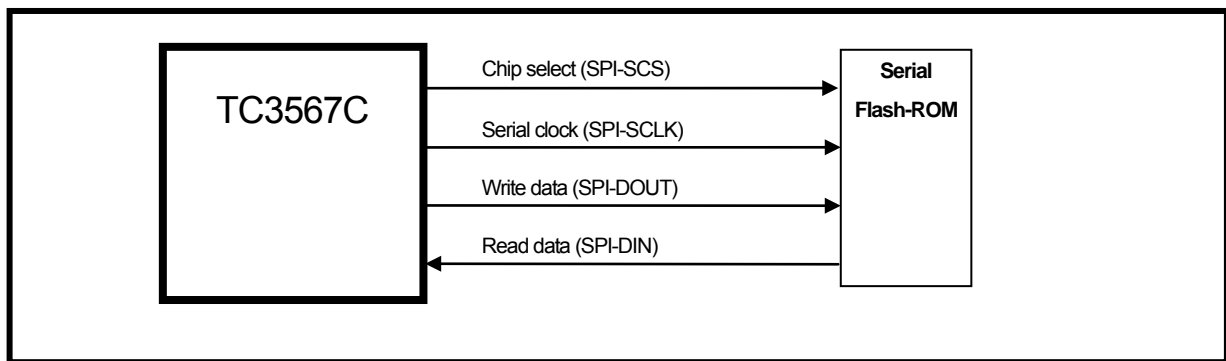 TC3567C
Chip select (SPI-SCS)
Serial clock (SPI-SCLK)
Write data (SPI-DOUT)
Read data (SPI-DIN)
Serial
Flash-ROM